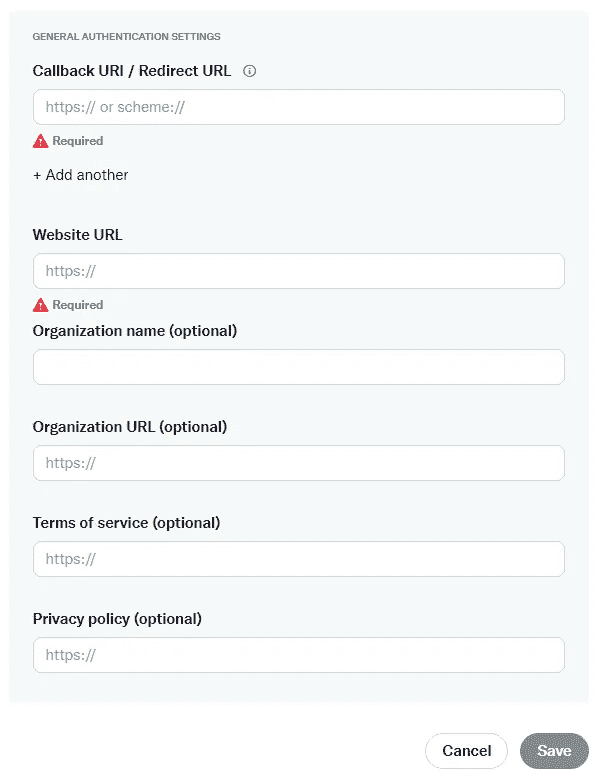 GENERAL AUTHENTICATION SETTINGS
Callback URI / Redirect URL
https:// or scheme://
Required
+ Add another
Website URL
https://
Required
Organization name (optional)
Organization URL (optional)
https://
Terms of service (optional)
https://
Privacy policy (optional)
https://
Cancel Save